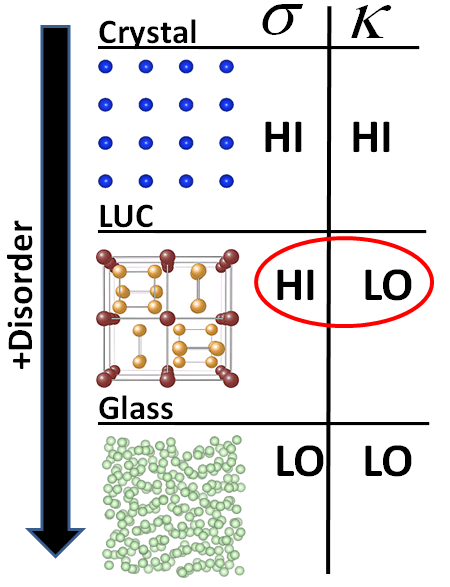 σ κ
Crystal
HI HI
LUC
HI LO
Glass
LO LO
+Disorder